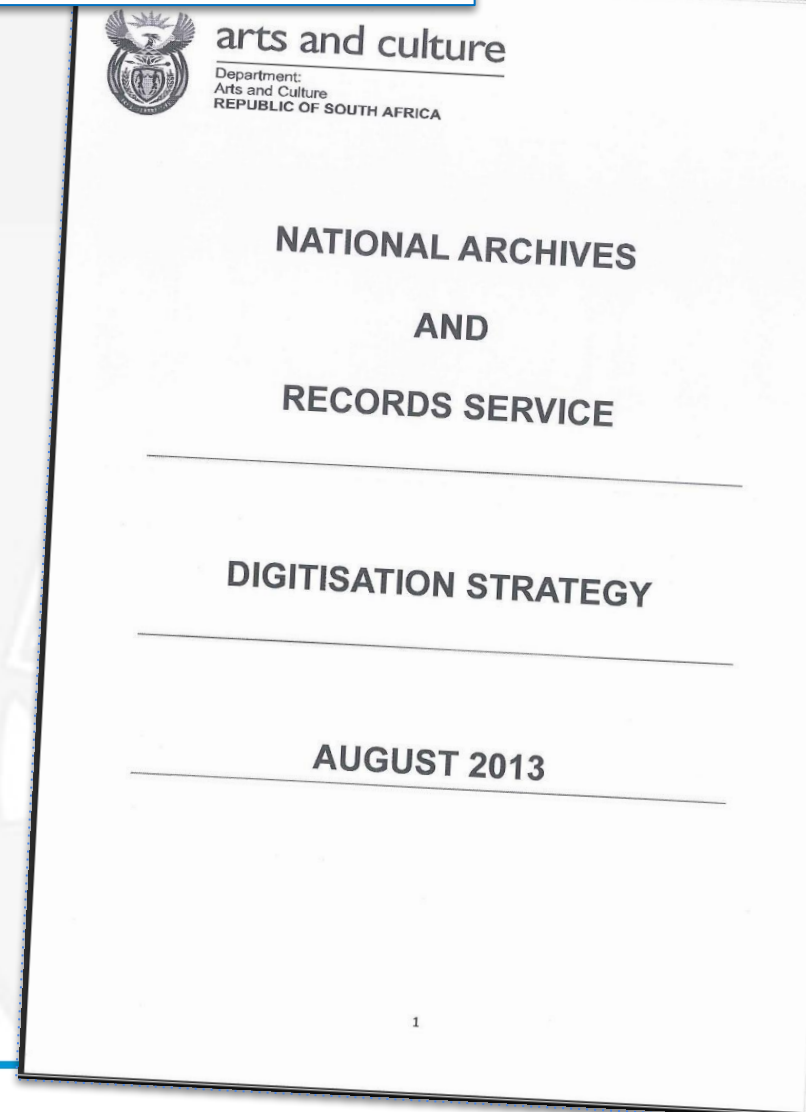 arts and culture
Department:
Arts and Culture
REPUBLIC OF SOUTH AFRICA
NATIONAL ARCHIVES
AND
RECORDS SERVICE
DIGITISATION STRATEGY
AUGUST 2013
1